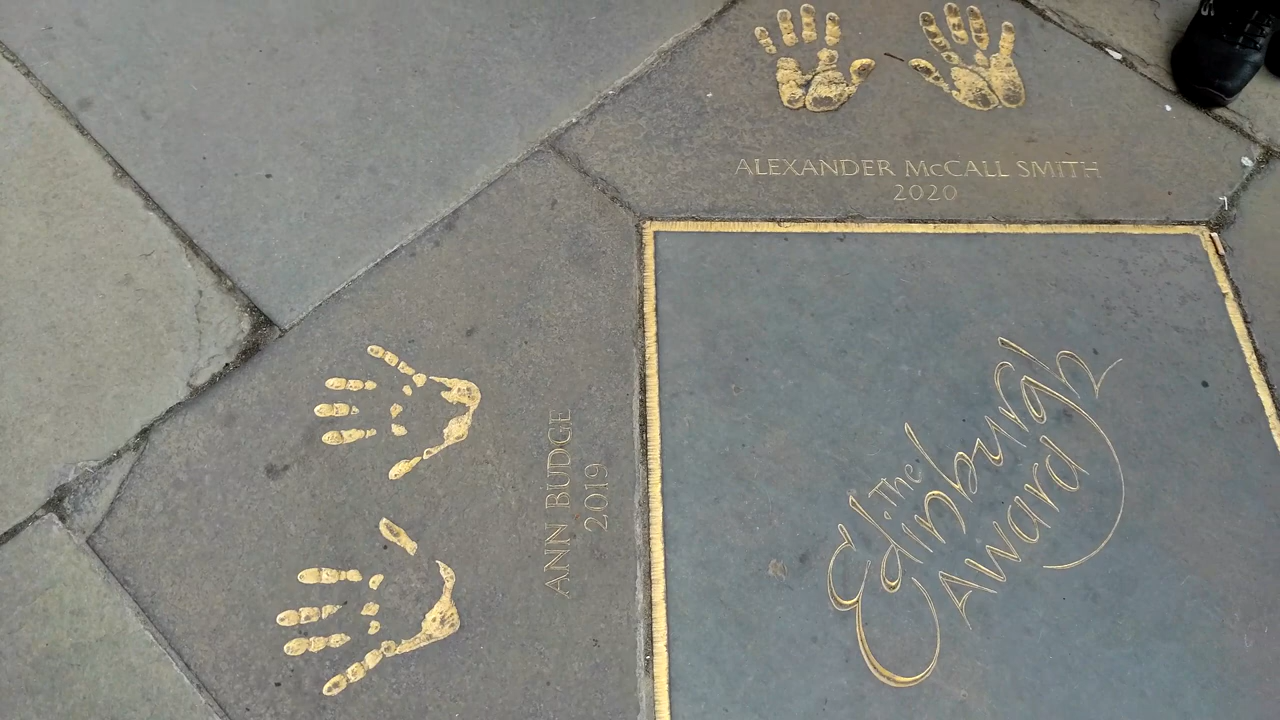 ALEXANDER McCALL SMITH
2020
ANN BUDGE
2019
The
Edinburgh
Award